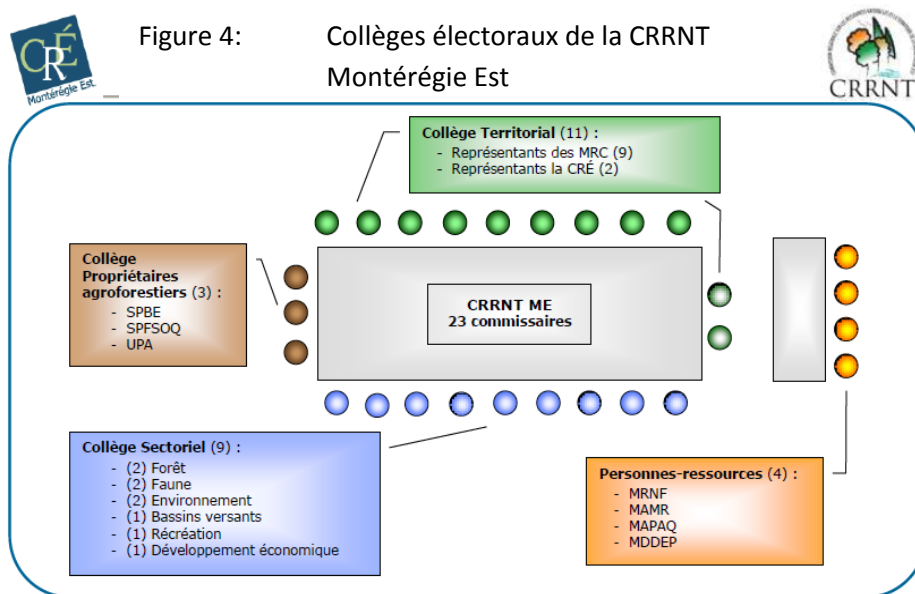 CRÉ
Montérégie Est
Figure 4: Collèges électoraux de la CRRNT
Montérégie Est
CRRNT
Collège Territorial (11) :
- Représentants des MRC (9)
- Représentants la CRÉ (2)
Collège
Propriétaires
agroforestiers (3) :
- SPBE
- SPFSOQ
- UPA
CRRNT ME
23 commissaires
Collège Sectoriel (9) :
- (2) Forêt
- (2) Faune
- (2) Environnement
- (1) Bassins versants
- (1) Récréation
- (1) Développement économique
Personnes-ressources (4) :
- MRNF
- MAMR
- MAPAQ
- MDDEP